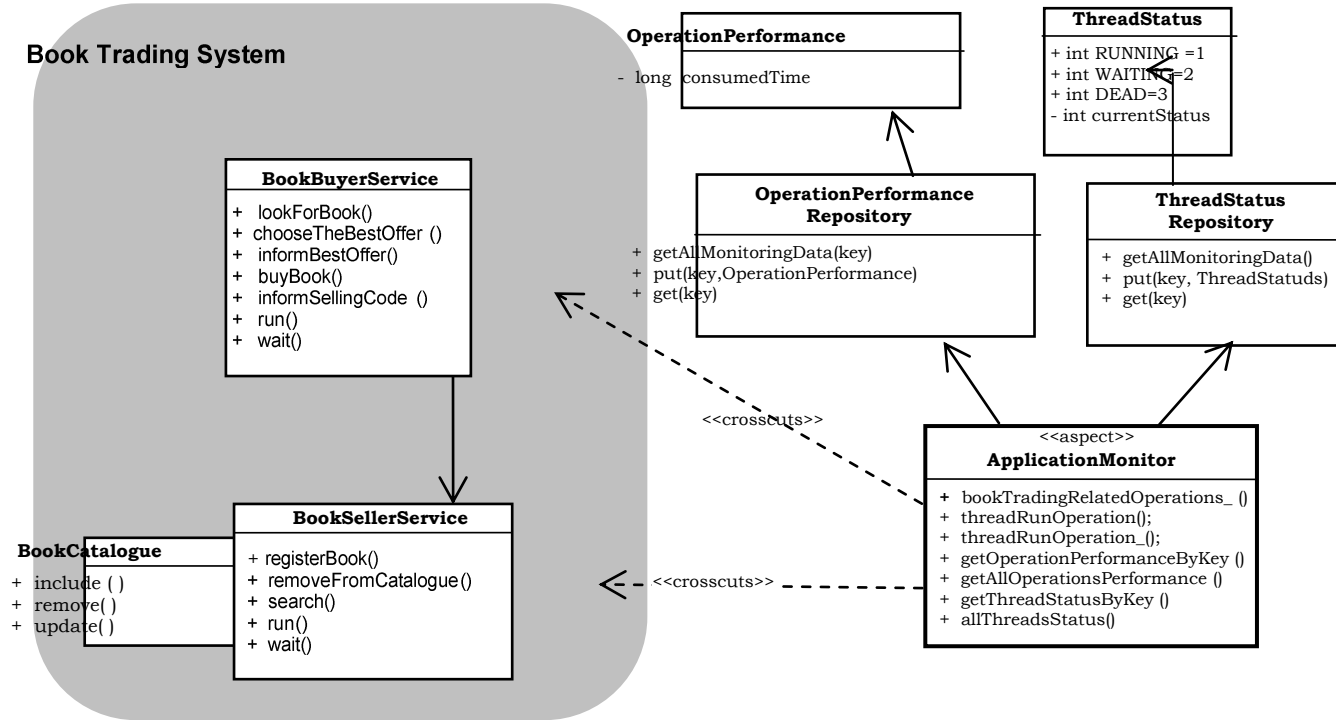 Book Trading System
BookBuyerService
+ lookForBook()
+ chooseTheBestOffer ()
+ informBestOffer()
+ buyBook()
+ informSellingCode ()
+ run()
+ wait()
BookSellerService
+ registerBook()
+ removeFromCatalogue()
+ search()
+ run()
+ wait()
BookCatalogue
+ include ( )
+ remove( )
+ update( )
OperationPerformance
- long consumedTime
ThreadStatus
+ int RUNNING =1
+ int WAITING=2
+ int DEAD=3
- int currentStatus
OperationPerformance
Repository
+ getAllMonitoringData(key)
+ put(key,OperationPerformance)
+ get(key)
ThreadStatus
Repository
+ getAllMonitoringData()
+ put(key, ThreadStatuds)
+ get(key)
<<crosscuts>>
<<crosscuts>>
<<aspect>>
ApplicationMonitor
+ bookTradingRelatedOperations_ ()
+ threadRunOperation();
+ threadRunOperation_();
+ getOperationPerformanceByKey ()
+ getAllOperationsPerformance ()
+ getThreadStatusByKey ()
+ allThreadsStatus()